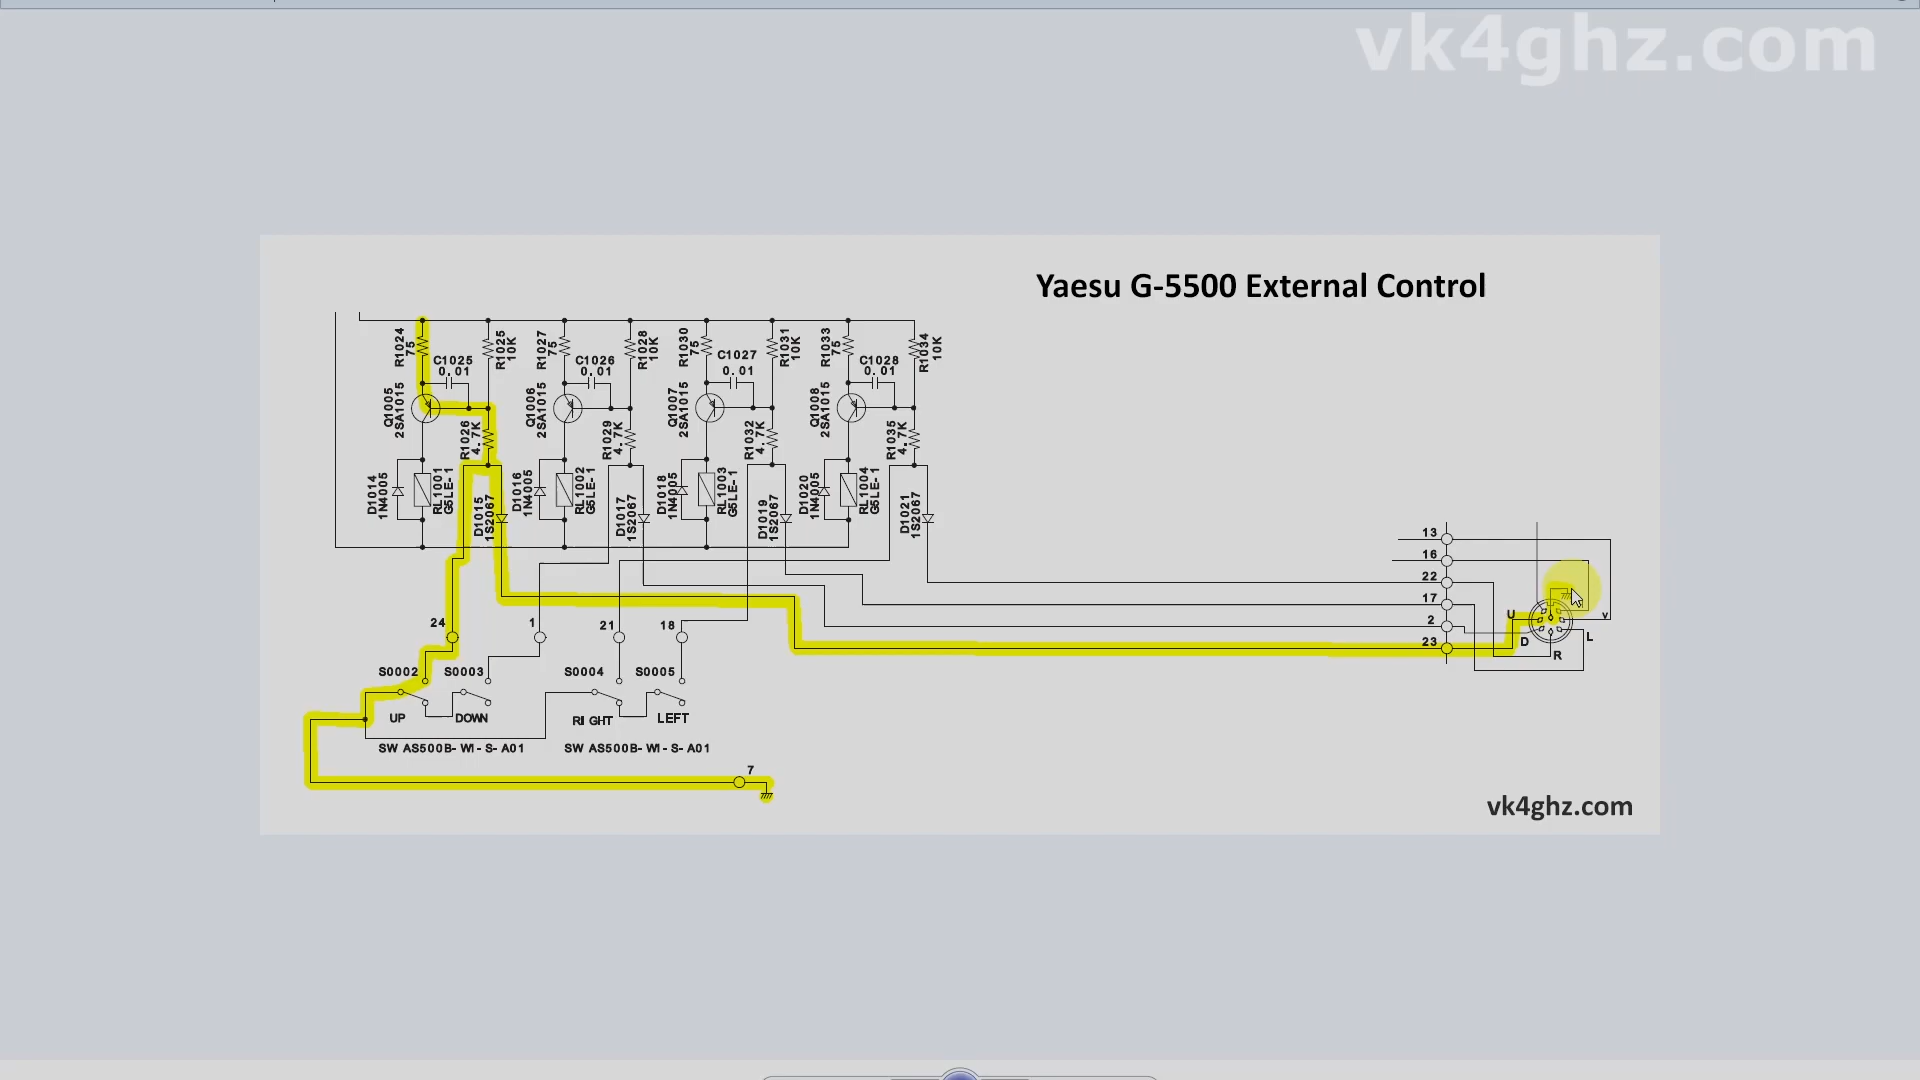 vk4ghz.com
Yaesu G-5500 External Control
R1024
75
R1025
10K
R1027
75
R1028
10K
R1030
75
R1031
10K
R1033
75
R1034
10K
C1025
0.01
C1026
0.01
C1027
0.01
C1028
0.01
Q1005
2SA1015
Q1006
2SA1015
Q1007
2SA1015
Q1008
2SA1015
R1026
4.7K
R1029
4.7K
R1032
4.7K
R1035
4.7K
D1014
1N4005
RL1001
G5LE-1
D1015
1S2067
D1016
1N4005
RL1002
G5LE-1
D1017
1S2067
D1018
1N4005
RL1003
G5LE-1
D1019
1S2067
D1020
1N4005
RL1004
G5LE-1
D1021
1S2067
13
16
22
17
2
23
U
D
R
L
V
24
1
21
18
S0002
S0003
S0004
S0005
UP
DOWN
RI GHT
LEFT
SW AS500B- WI - S- A01
SW AS500B- WI - S- A01
7
vk4ghz.com